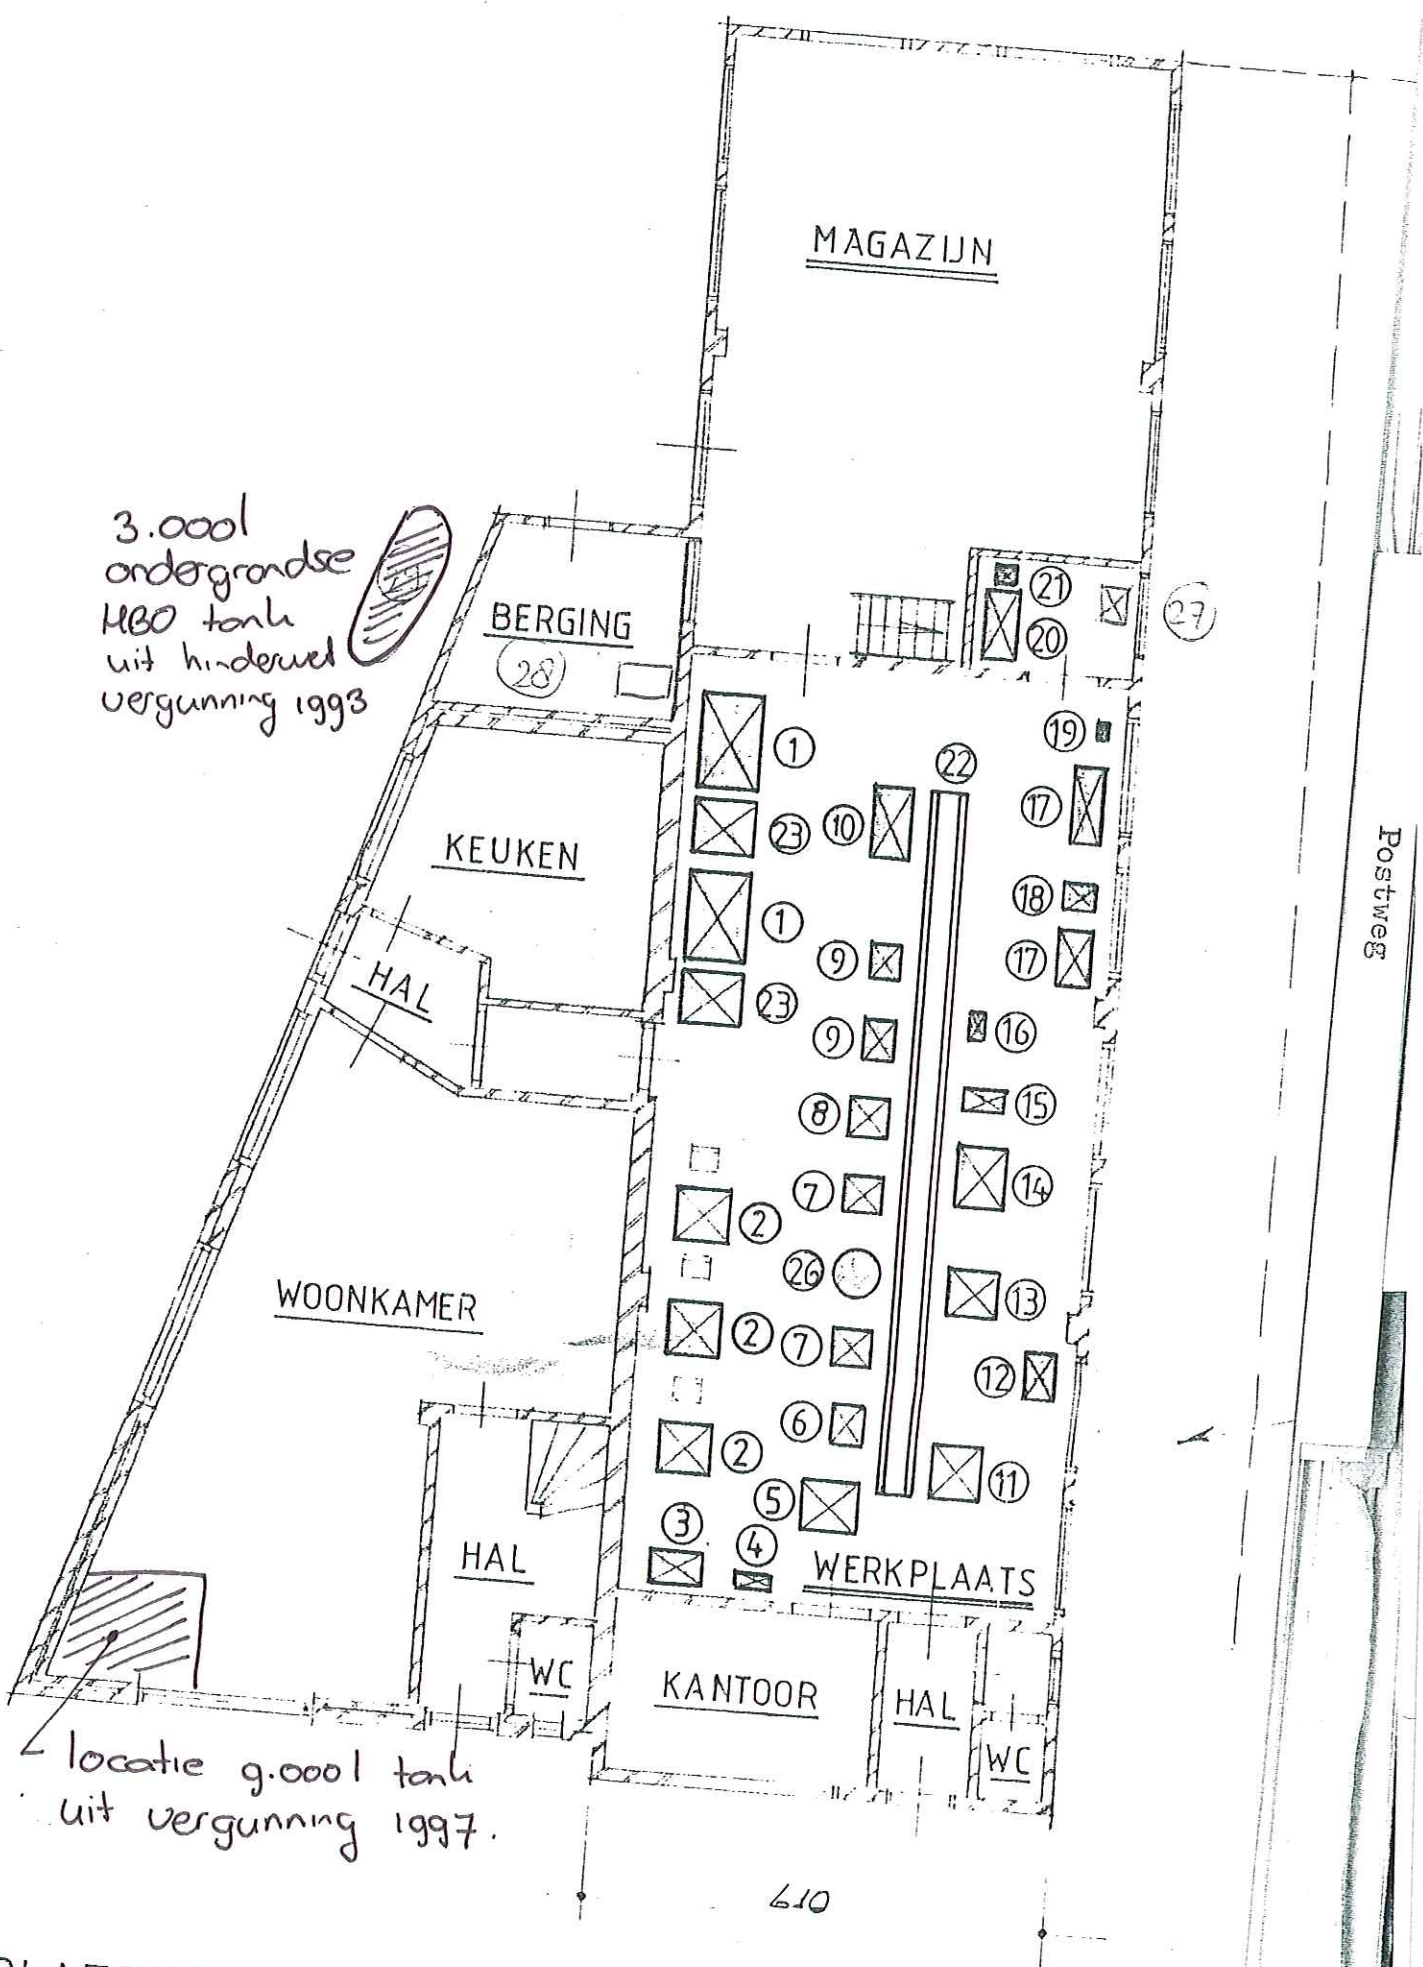 MAGAZIJN
3.000l
ondergrondse
HBO tank
uit hinderwet
vergunning 1993
BERGING
28
21
20
27
19
1
22
23
10
17
KEUKEN
18
1
9
17
HAL
23
9
16
8
15
7
14
2
26
13
WOONKAMER
2
7
12
6
2
11
5
3
4
HAL
WERKPLAATS
WC
KANTOOR
HAL
WC
locatie 9.000l tank
uit vergunning 1997.
610
Postweg